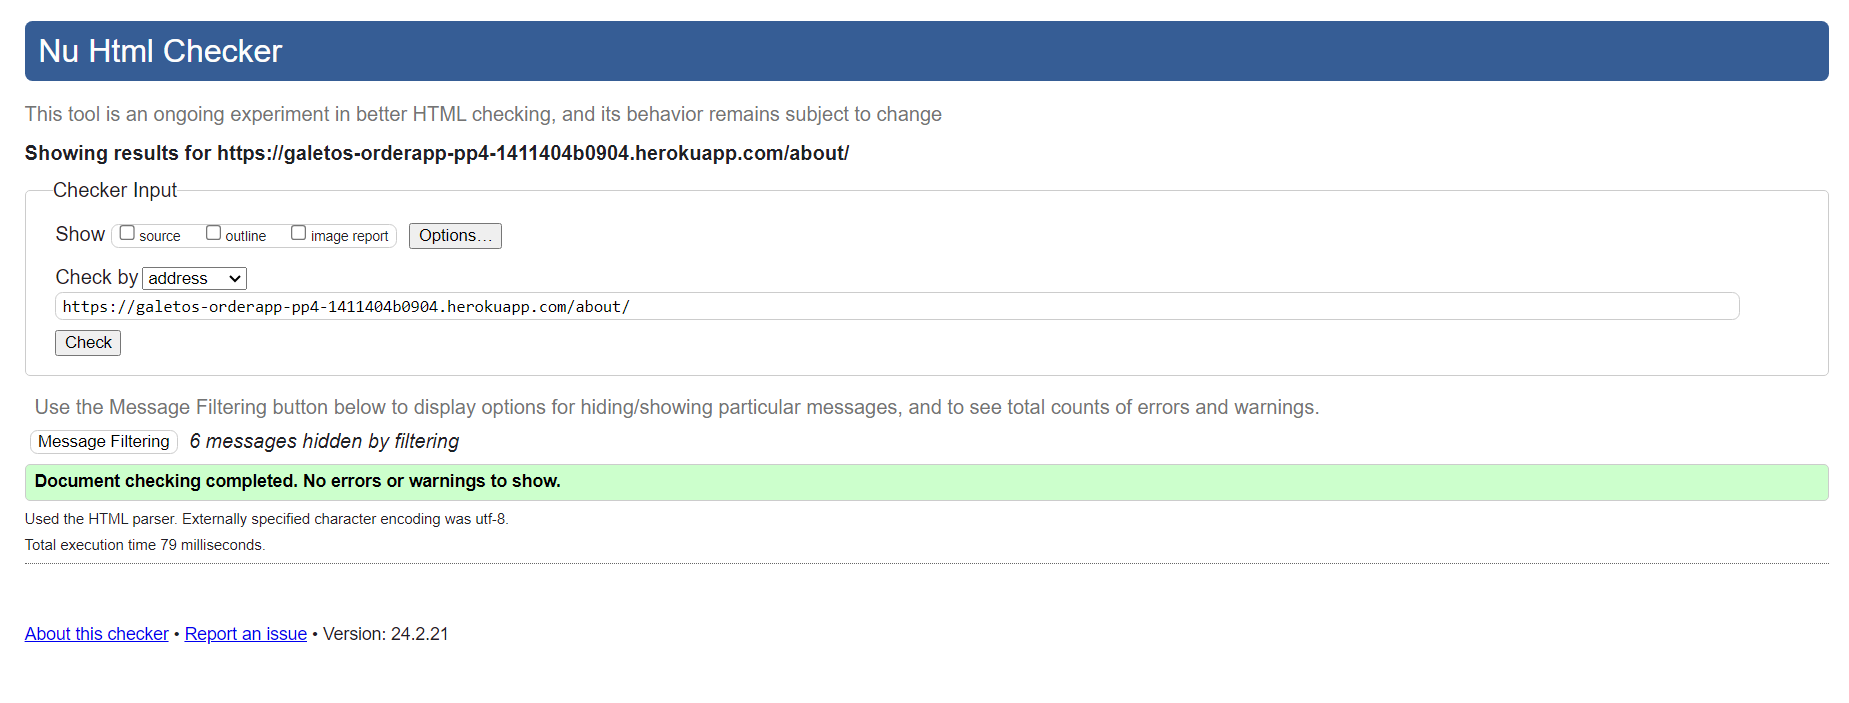 Nu Html Checker
This tool is an ongoing experiment in better HTML checking, and its behavior remains subject to change
Showing results for https://galetos-orderapp-pp4-1411404b0904.herokuapp.com/about/
Checker Input
Show source outline image report Options…
Check by address
https://galetos-orderapp-pp4-1411404b0904.herokuapp.com/about/
Check
Use the Message Filtering button below to display options for hiding/showing particular messages, and to see total counts of errors and warnings.
Message Filtering 6 messages hidden by filtering
Document checking completed. No errors or warnings to show.
Used the HTML parser. Externally specified character encoding was utf-8.
Total execution time 79 milliseconds.
About this checker • Report an issue • Version: 24.2.21